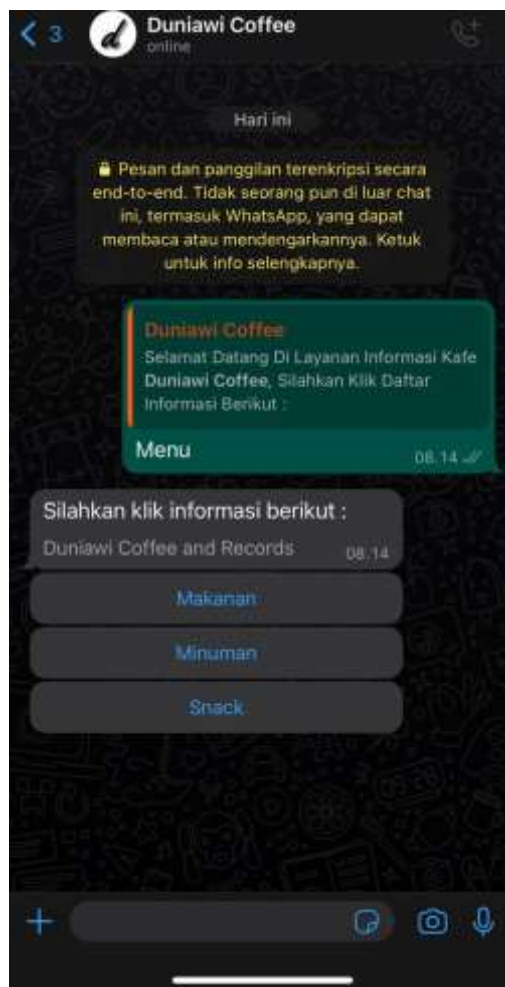 3
Duniawi Coffee
online
Hari ini
Pesan dan panggilan terenkripsi secara
end-to-end. Tidak seorang pun di luar chat
ini, termasuk WhatsApp, yang dapat
membaca atau mendengarkannya. Ketuk
untuk info selengkapnya.
Duniawi Coffee
Selamat Datang Di Layanan Informasi Kafe
Duniawi Coffee, Silahkan Klik Daftar
Informasi Berikut :
Menu
08.14
Silahkan klik informasi berikut :
Duniawi Coffee and Records
08.14
Makanan
Minuman
Snack